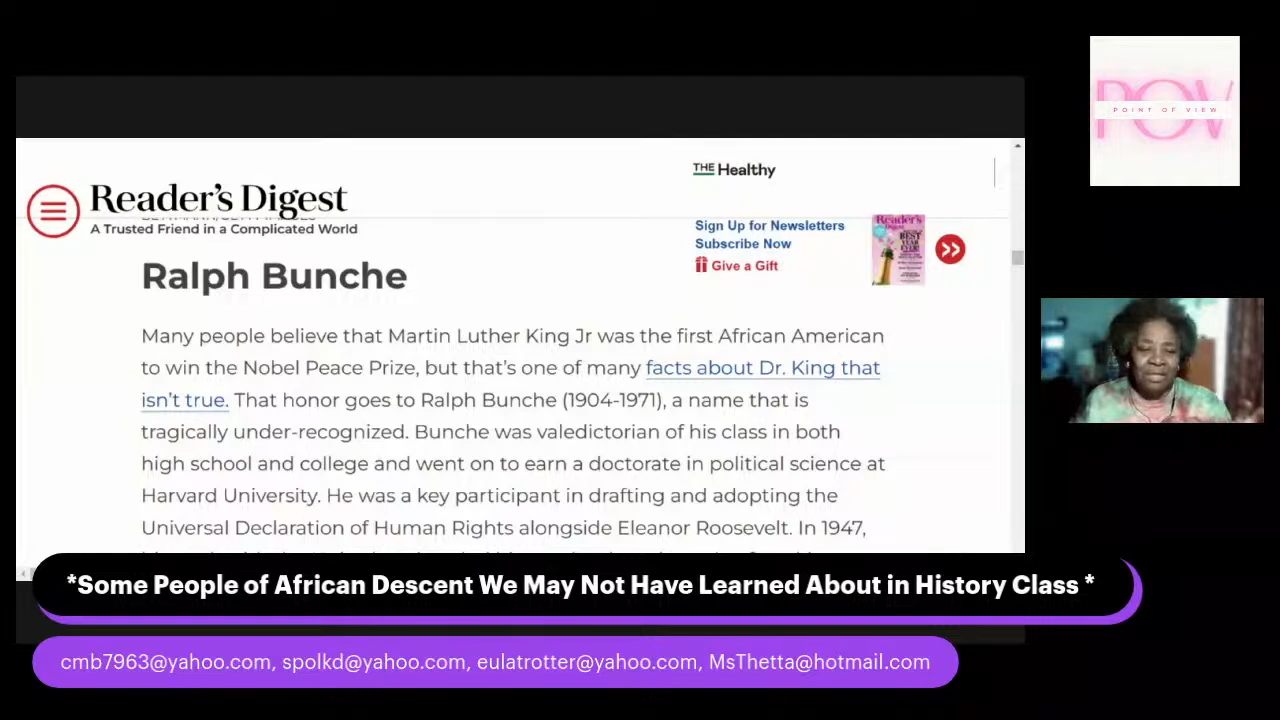 POV
POINT OF VIEW
THE Healthy
Reader's Digest
A Trusted Friend in a Complicated World
Sign Up for Newsletters
Subscribe Now
Give a Gift
Reader's
Digest
BEST
YEAR
EVER!
Ralph Bunche
Many people believe that Martin Luther King Jr was the first African American
to win the Nobel Peace Prize, but that's one of many facts about Dr. King that
isn't true. That honor goes to Ralph Bunche (1904-1971), a name that is
tragically under-recognized. Bunche was valedictorian of his class in both
high school and college and went on to earn a doctorate in political science at
Harvard University. He was a key participant in drafting and adopting the
Universal Declaration of Human Rights alongside Eleanor Roosevelt. In 1947,
*Some People of African Descent We May Not Have Learned About in History Class *
cmb7963@yahoo.com, spolkd@yahoo.com, eulatrotter@yahoo.com, MsThetta@hotmail.com